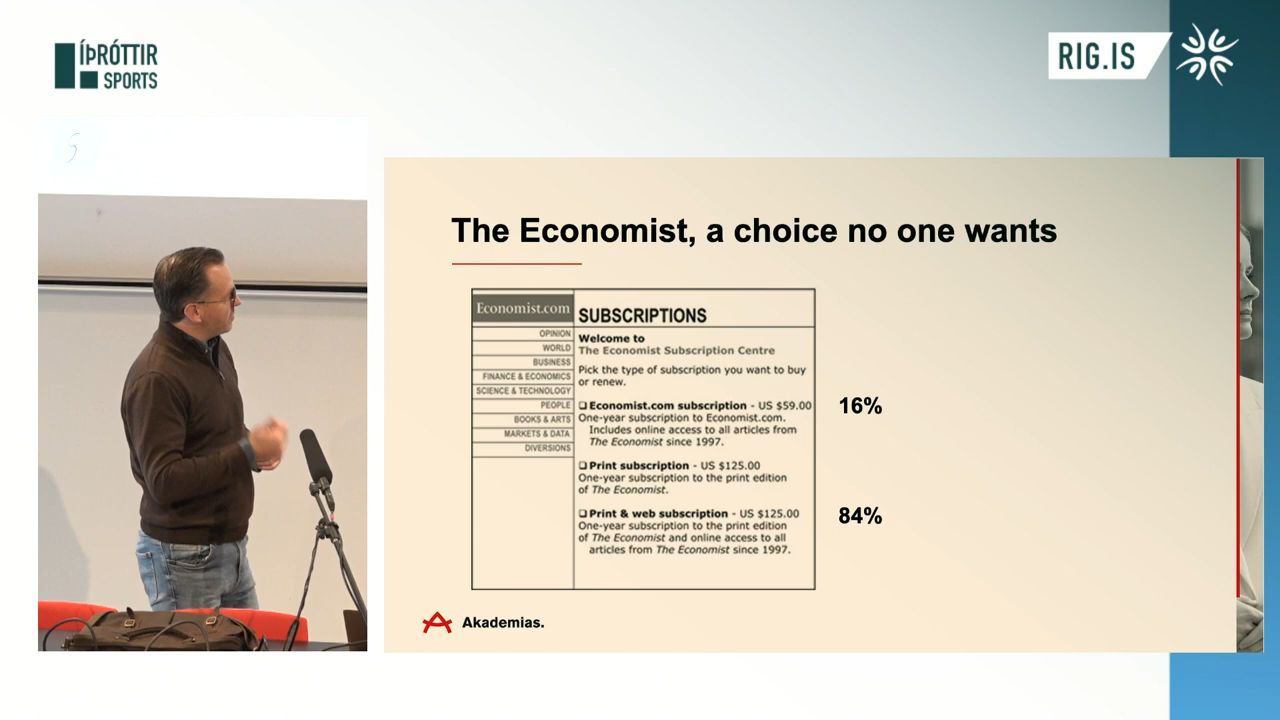 ÍÞRÓTTIR
SPORTS
RIG.IS
5
The Economist, a choice no one wants
Economist.com
OPINION
WORLD
BUSINESS
FINANCE & ECONOMICS
SCIENCE & TECHNOLOGY
PEOPLE
BOOKS & ARTS
MARKETS & DATA
DIVERSIONS
SUBSCRIPTIONS
Welcome to
The Economist Subscription Centre
Pick the type of subscription you want to buy
or renew.
❑ Economist.com subscription - US $59.00
One-year subscription to Economist.com.
Includes online access to all articles from
The Economist since 1997.
16%
❑ Print subscription - US $125.00
One-year subscription to the print edition
of The Economist.
❑ Print & web subscription - US $125.00
One-year subscription to the print edition
of The Economist and online access to all
articles from The Economist since 1997.
84%
Akademias.